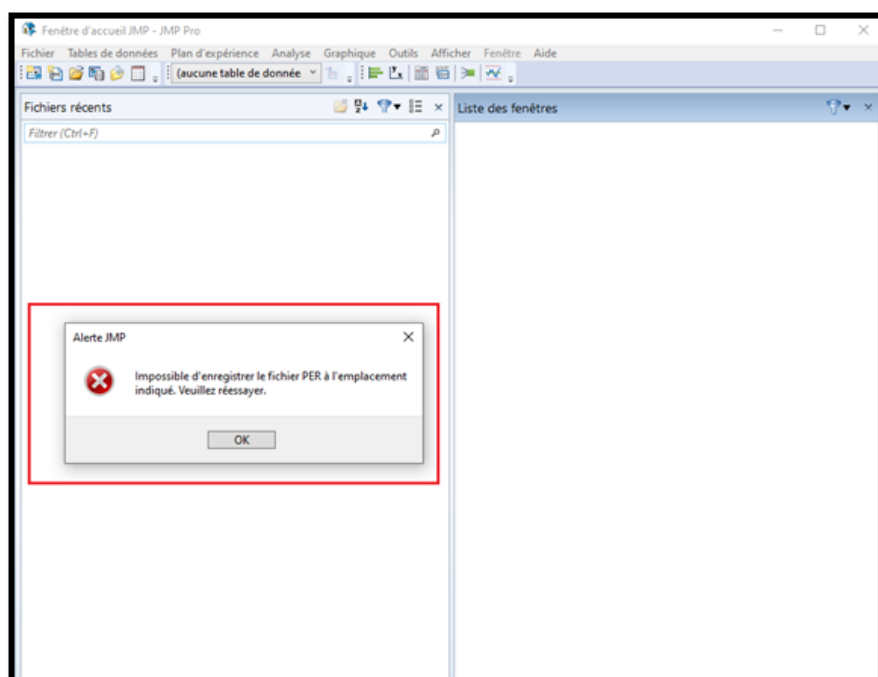 Fenêtre d'accueil JMP - JMP Pro
Fichier Tables de données Plan d'expérience Analyse Graphique Outils Afficher Fenêtre Aide
(aucune table de donnée
Fichiers récents
Liste des fenêtres
Filtrer (Ctrl+F)
Alerte JMP
Impossible d'enregistrer le fichier PER à l'emplacement
indiqué. Veuillez réessayer.
OK